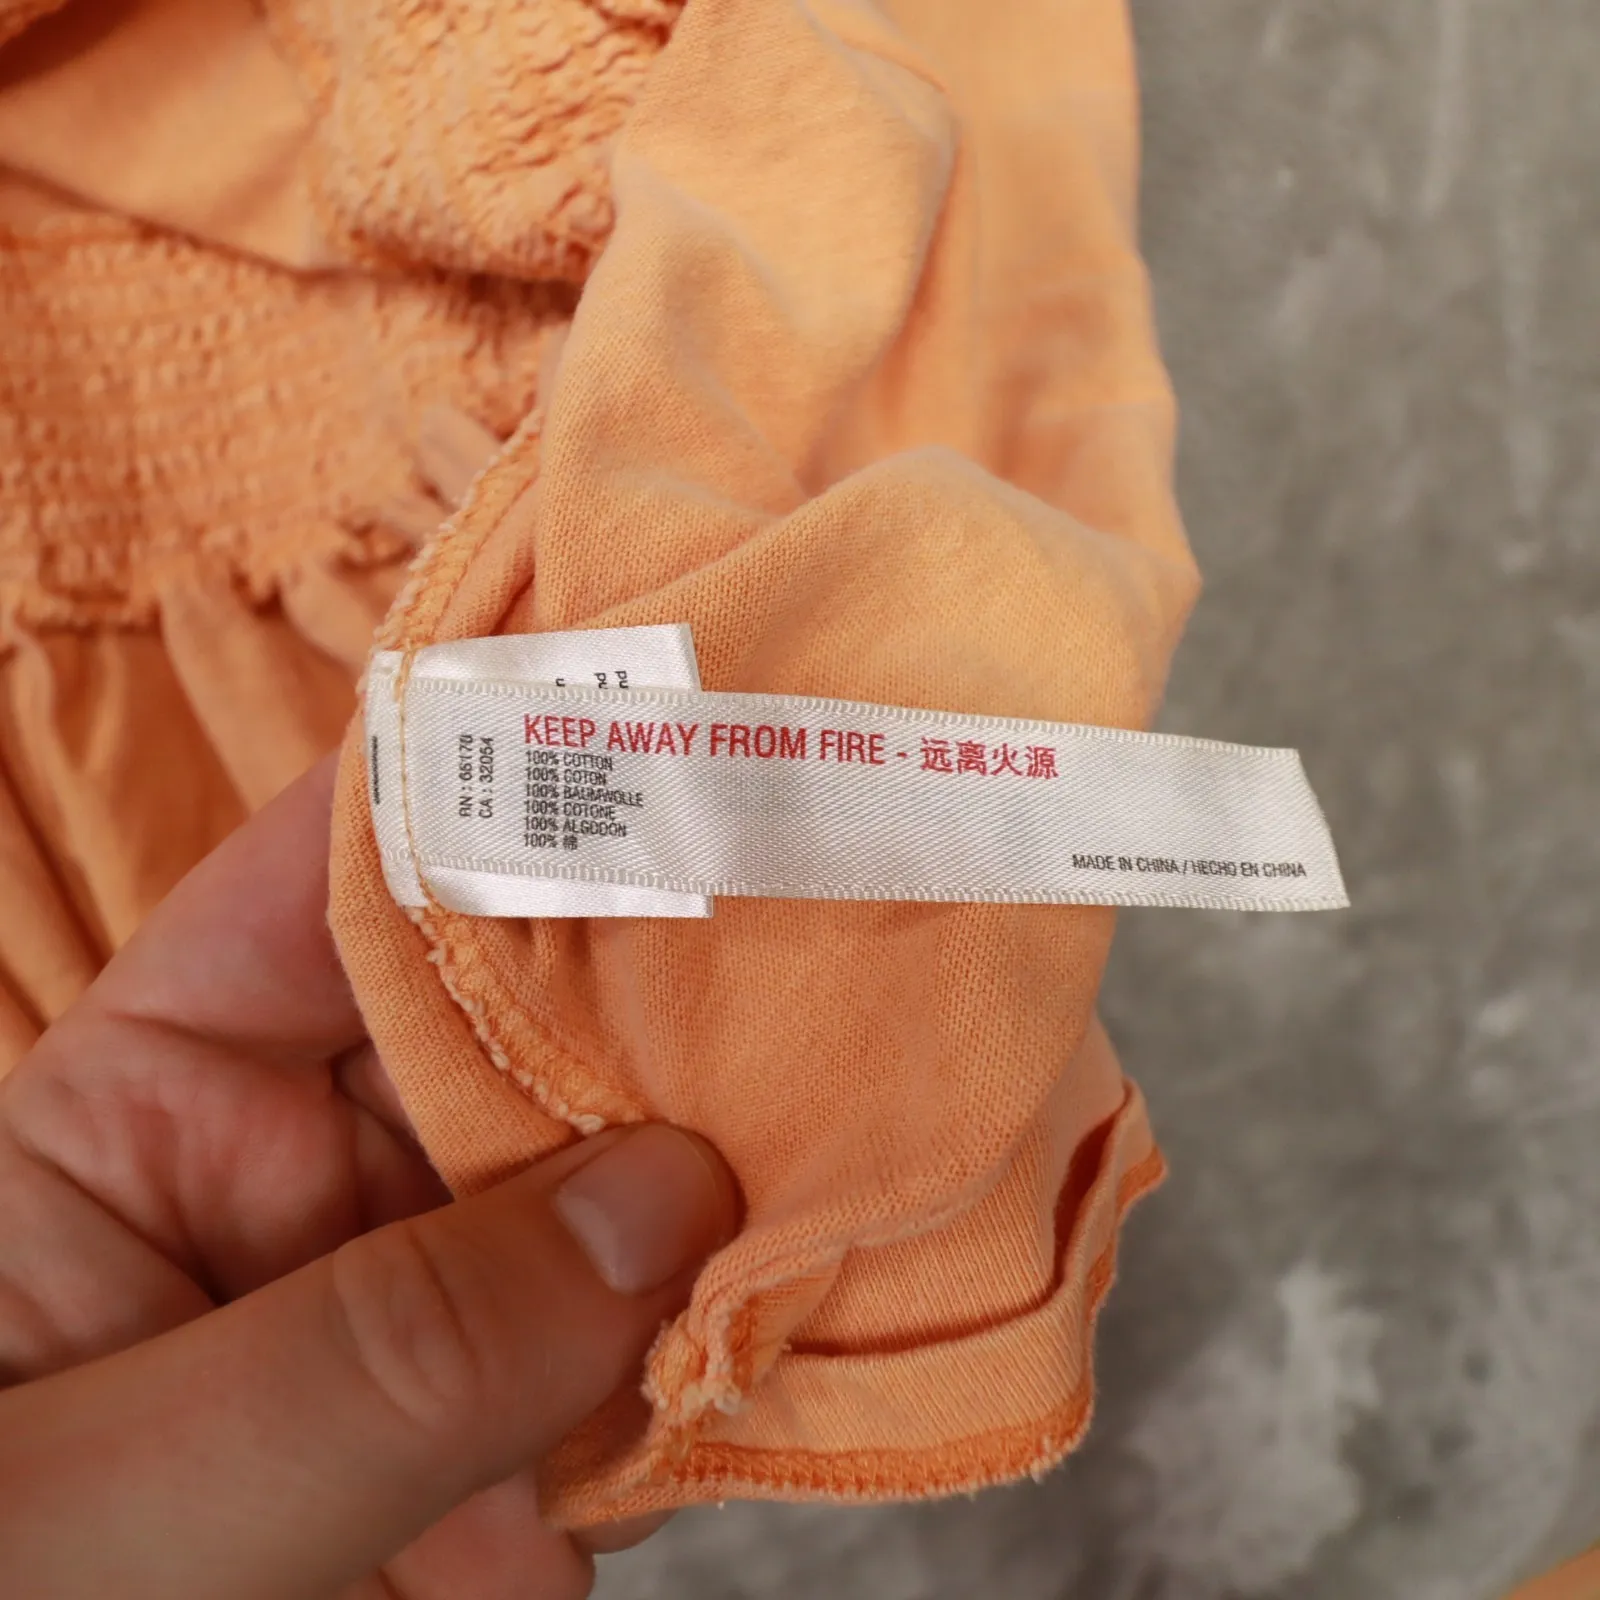 KEEP AWAY FROM FIRE - 远离火源
100% COTTON
100% COTON
100% BAUMWOLLE
100% COTONE
100% ALGODON
100% 棉
RN : 66170
CA : 32054
MADE IN CHINA / HECHO EN CHINA